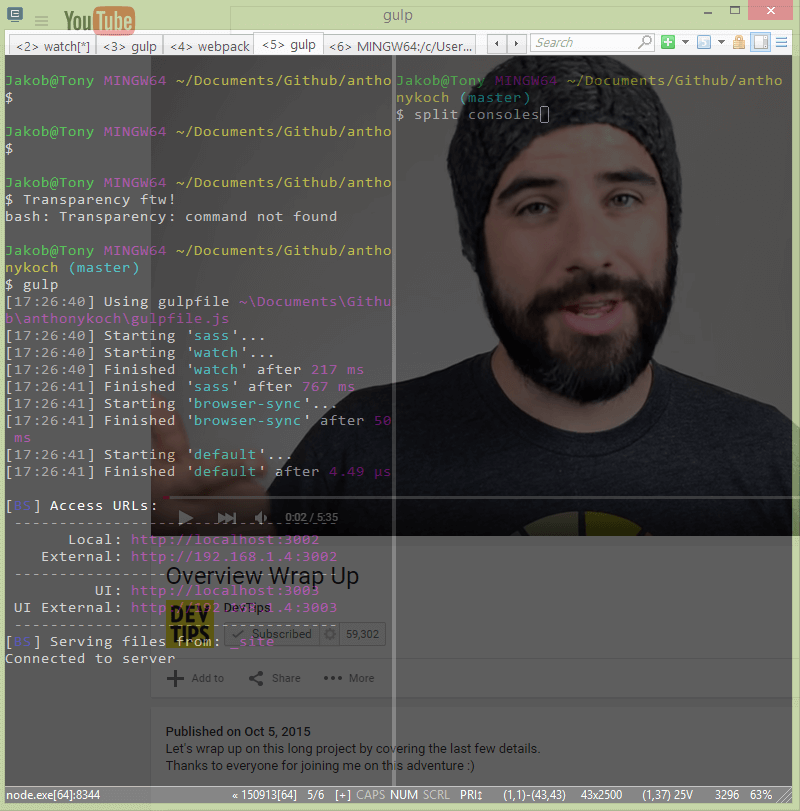 YouTube
gulp
<2> watch[*] <3> gulp <4> webpack <5> gulp <6> MINGW64:/c/User...
Search
Jakob@Tony MINGW64 ~/Documents/Github/antho
$
Jakob@Tony MINGW64 ~/Documents/Github/antho
$
Jakob@Tony MINGW64 ~/Documents/Github/antho
$ Transparency ftw!
bash: Transparency: command not found
Jakob@Tony MINGW64 ~/Documents/Github/antho
nykoch (master)
$ gulp
[17:26:40] Using gulpfile ~\Documents\Githu
b\anthonykoch\gulpfile.js
[17:26:40] Starting 'sass'...
[17:26:40] Starting 'watch'...
[17:26:40] Finished 'watch' after 217 ms
[17:26:41] Finished 'sass' after 767 ms
[17:26:41] Starting 'browser-sync'...
[17:26:41] Finished 'browser-sync' after 50
ms
[17:26:41] Starting 'default'...
[17:26:41] Finished 'default' after 4.49 μs
[BS] Access URLs:
------------------------------------
Local: http://localhost:3002
External: http://192.168.1.4:3002
------------------------------------
UI: http://localhost:3003
UI External: http://192.168.1.4:3003
------------------------------------
[BS] Serving files from: _site
Connected to server
Jakob@Tony MINGW64 ~/Documents/Github/antho
nykoch (master)
$ split consoles
0:02 / 5:35
Overview Wrap Up
DEV
TIPS
DevTips
Subscribed 59,302
Add to Share More
Published on Oct 5, 2015
Let's wrap up on this long project by covering the last few details.
Thanks to everyone for joining me on this adventure :)
node.exe[64]:8344 « 150913[64] 5/6 [+] CAPS NUM SCRL PRI↕ (1,1)-(43,43) 43x2500 (1,37) 25V 3296 63%